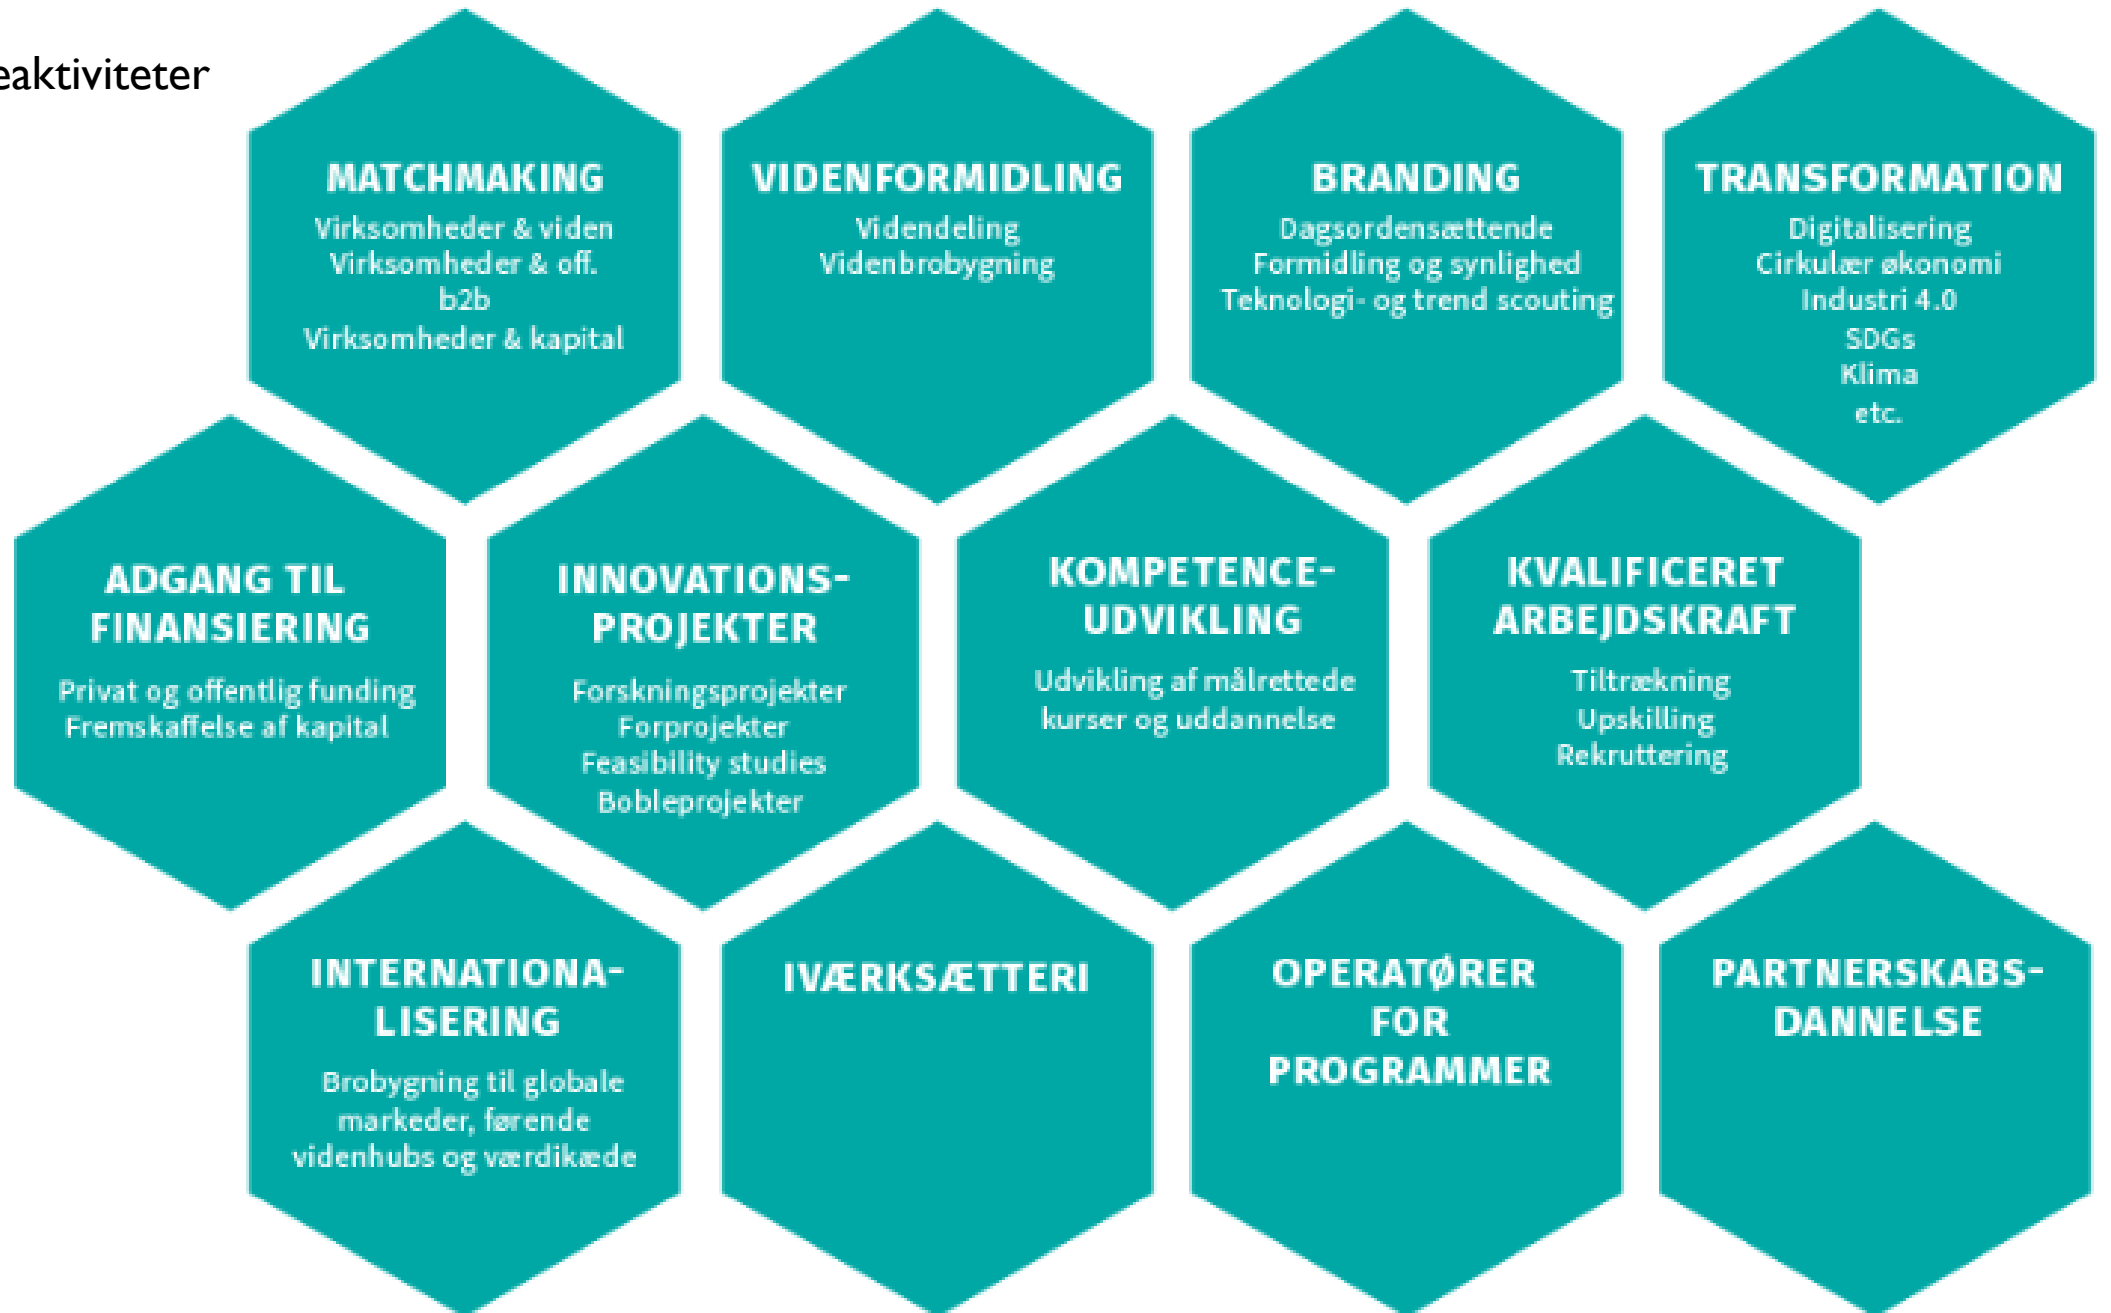 eaktiviteter
MATCHMAKING
Virksomheder & viden
Virksomheder & off.
b2b
Virksomheder & kapital
VIDENFORMIDLING
Videndeling
Videnbrobygning
BRANDING
Dagsordensættende
Formidling og synlighed
Teknologi- og trend scouting
TRANSFORMATION
Digitalisering
Cirkulær økonomi
Industri 4.0
SDGs
Klima
etc.
ADGANG TIL
FINANSIERING
Privat og offentlig funding
Fremskaffelse af kapital
INNOVATIONS-
PROJEKTER
Forskningsprojekter
Forprojekter
Feasibility studies
Bobleprojekter
KOMPETENCE-
UDVIKLING
Udvikling af målrettede
kurser og uddannelse
KVALIFICERET
ARBEJDSKRAFT
Tiltrækning
Upskilling
Rekruttering
INTERNATIONA-
LISERING
Brobygning til globale
markeder, førende
videnhubs og værdikæde
IVÆRKSÆTTERI
OPERATØRER
FOR
PROGRAMMER
PARTNERSKABS-
DANNELSE